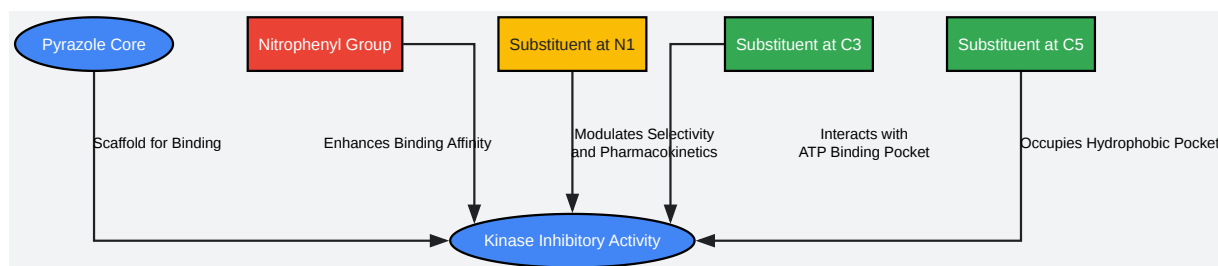 Pyrazole Core
Nitrophenyl Group
Substituent at N1
Substituent at C3
Substituent at C5
Scaffold for Binding
Enhances Binding Affinity
Modulates Selectivity
and Pharmacokinetics
Interacts with
ATP Binding Pocket
Occupies Hydrophobic Pocket
Kinase Inhibitory Activity